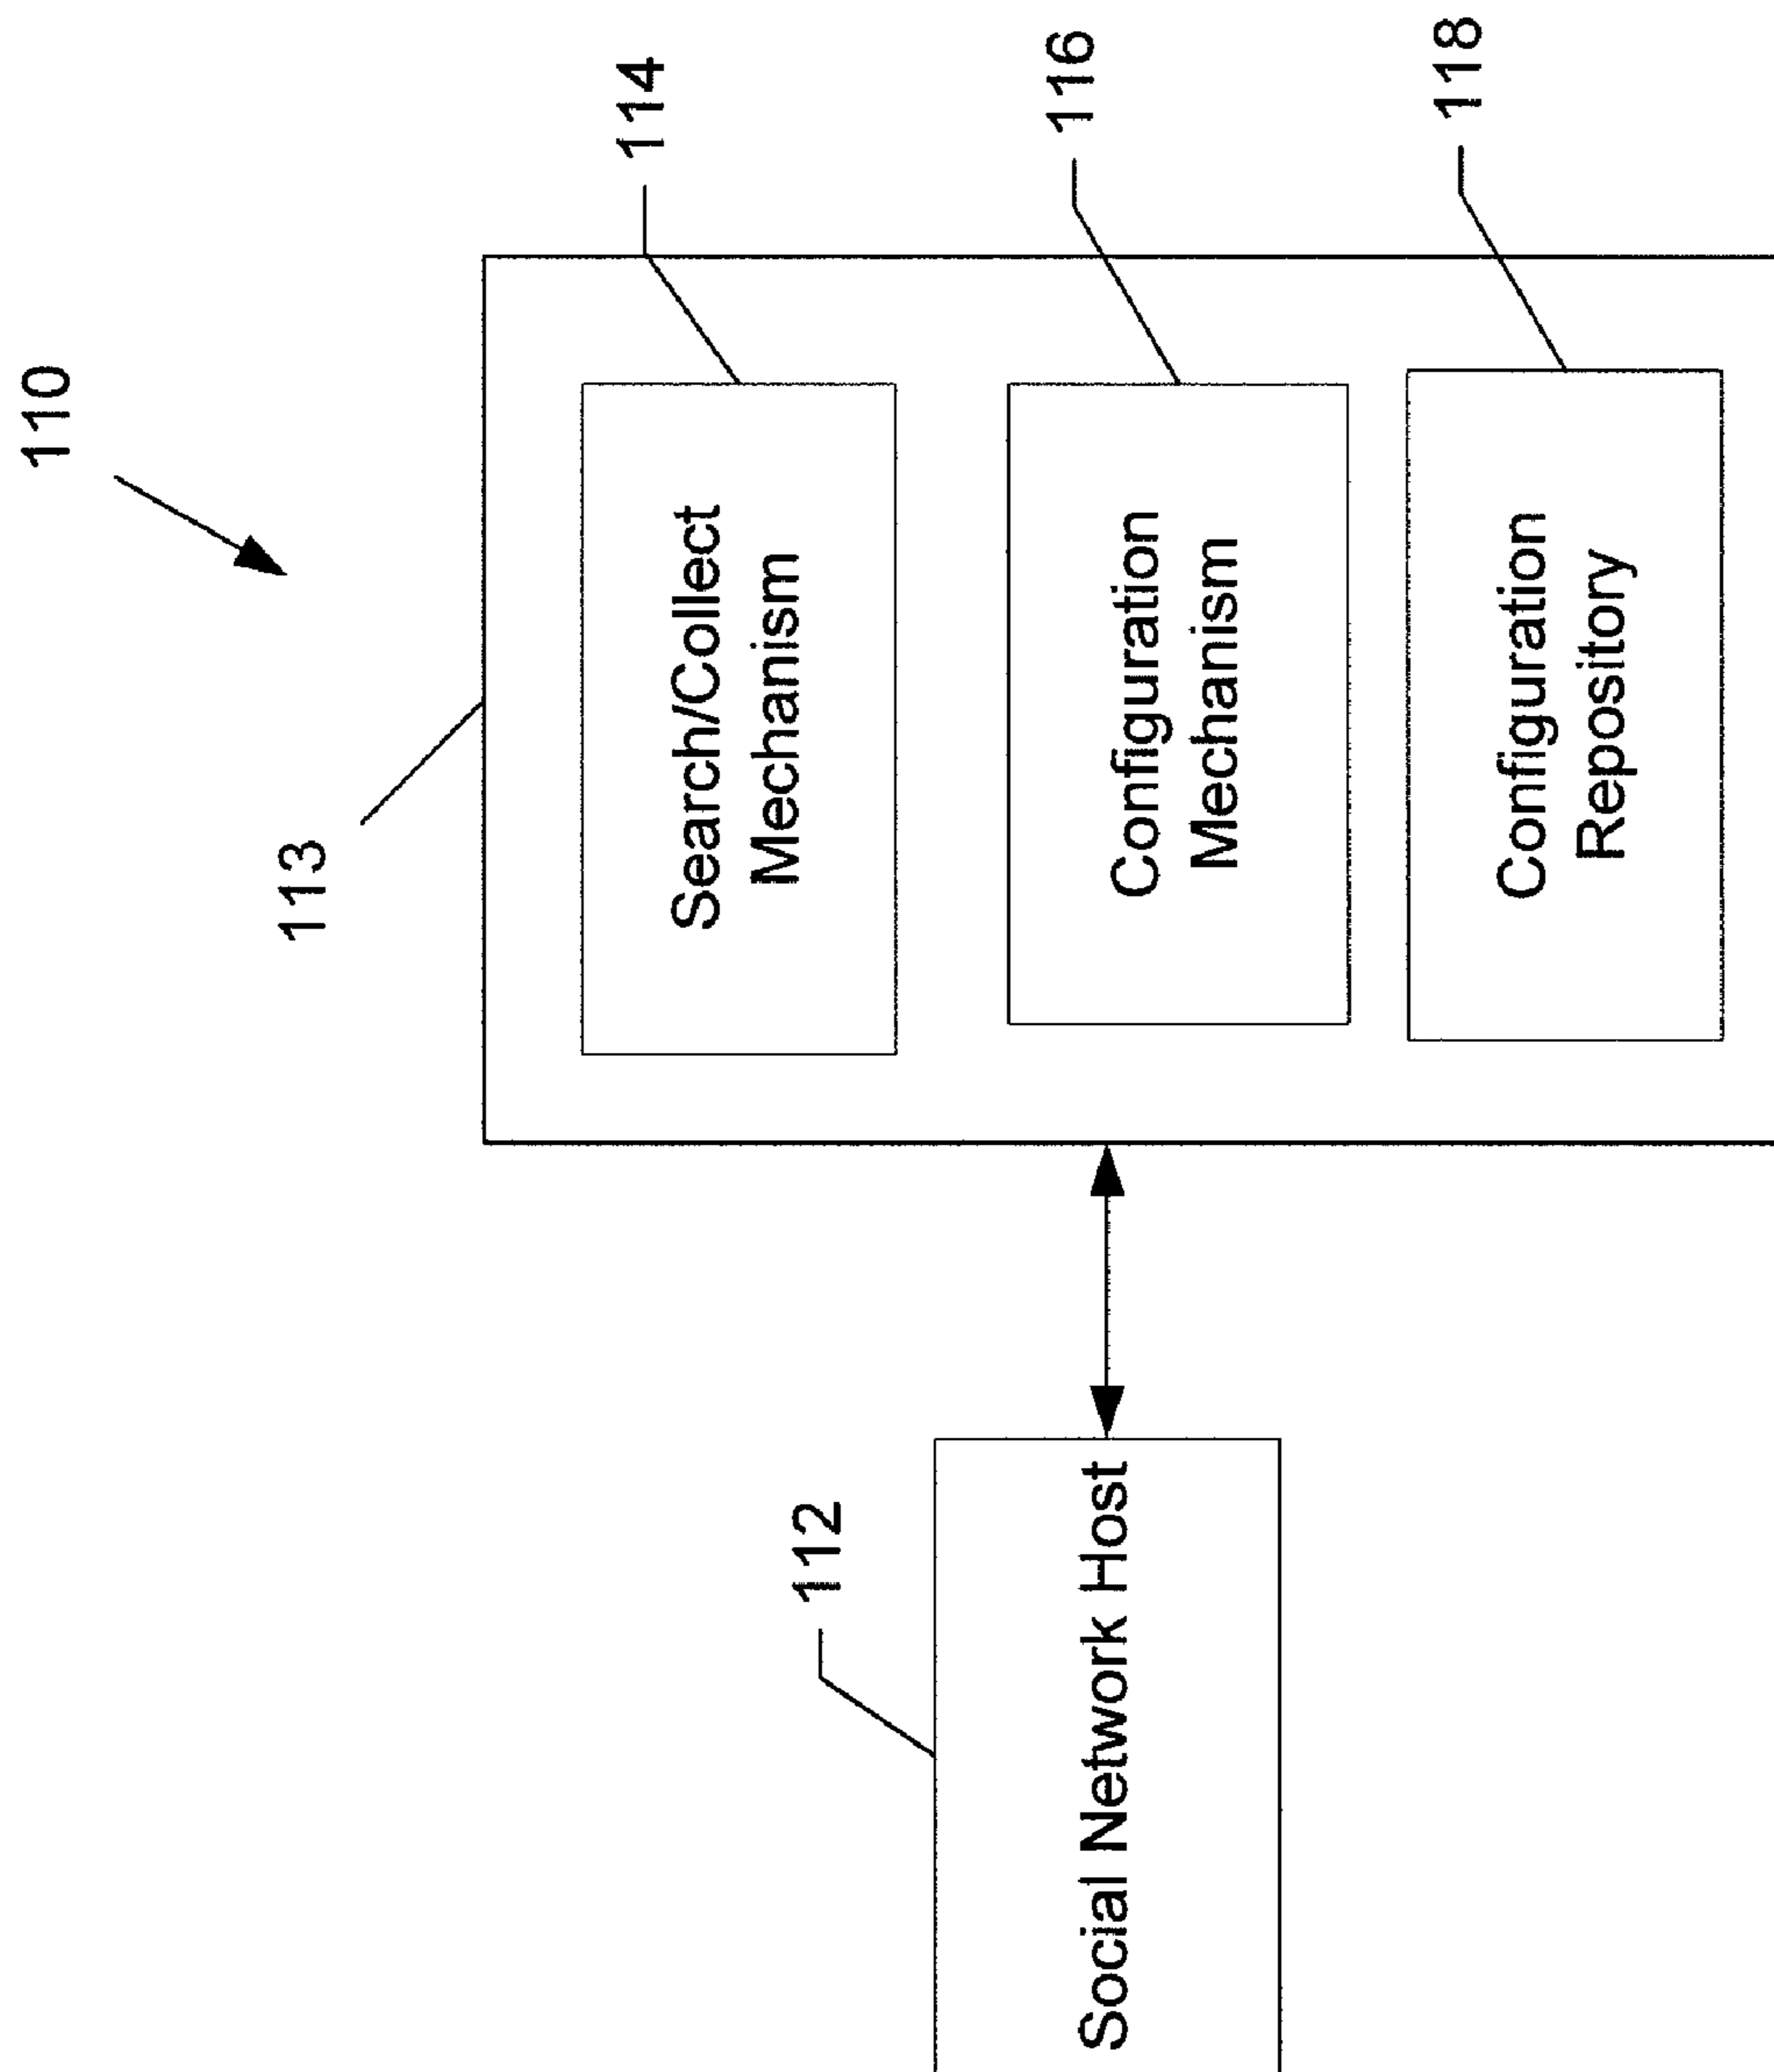 110
113
114
Search/Collect
Mechanism
116
Configuration
Mechanism
118
Configuration
Repository
112
Social Network Host